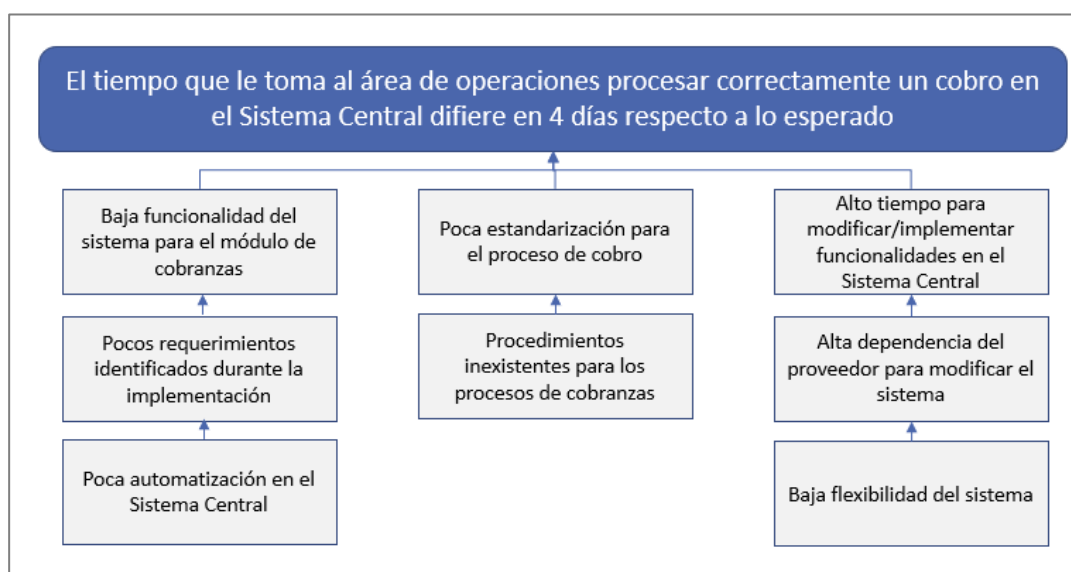 El tiempo que le toma al área de operaciones procesar correctamente un cobro en
el Sistema Central difiere en 4 días respecto a lo esperado
Baja funcionalidad del
sistema para el módulo de
cobranzas
Poca estandarización para
el proceso de cobro
Alto tiempo para
modificar/implementar
funcionalidades en el
Sistema Central
Pocos requerimientos
identificados durante la
implementación
Procedimientos
inexistentes para los
procesos de cobranzas
Alta dependencia del
proveedor para modificar el
sistema
Poca automatización en el
Sistema Central
Baja flexibilidad del sistema